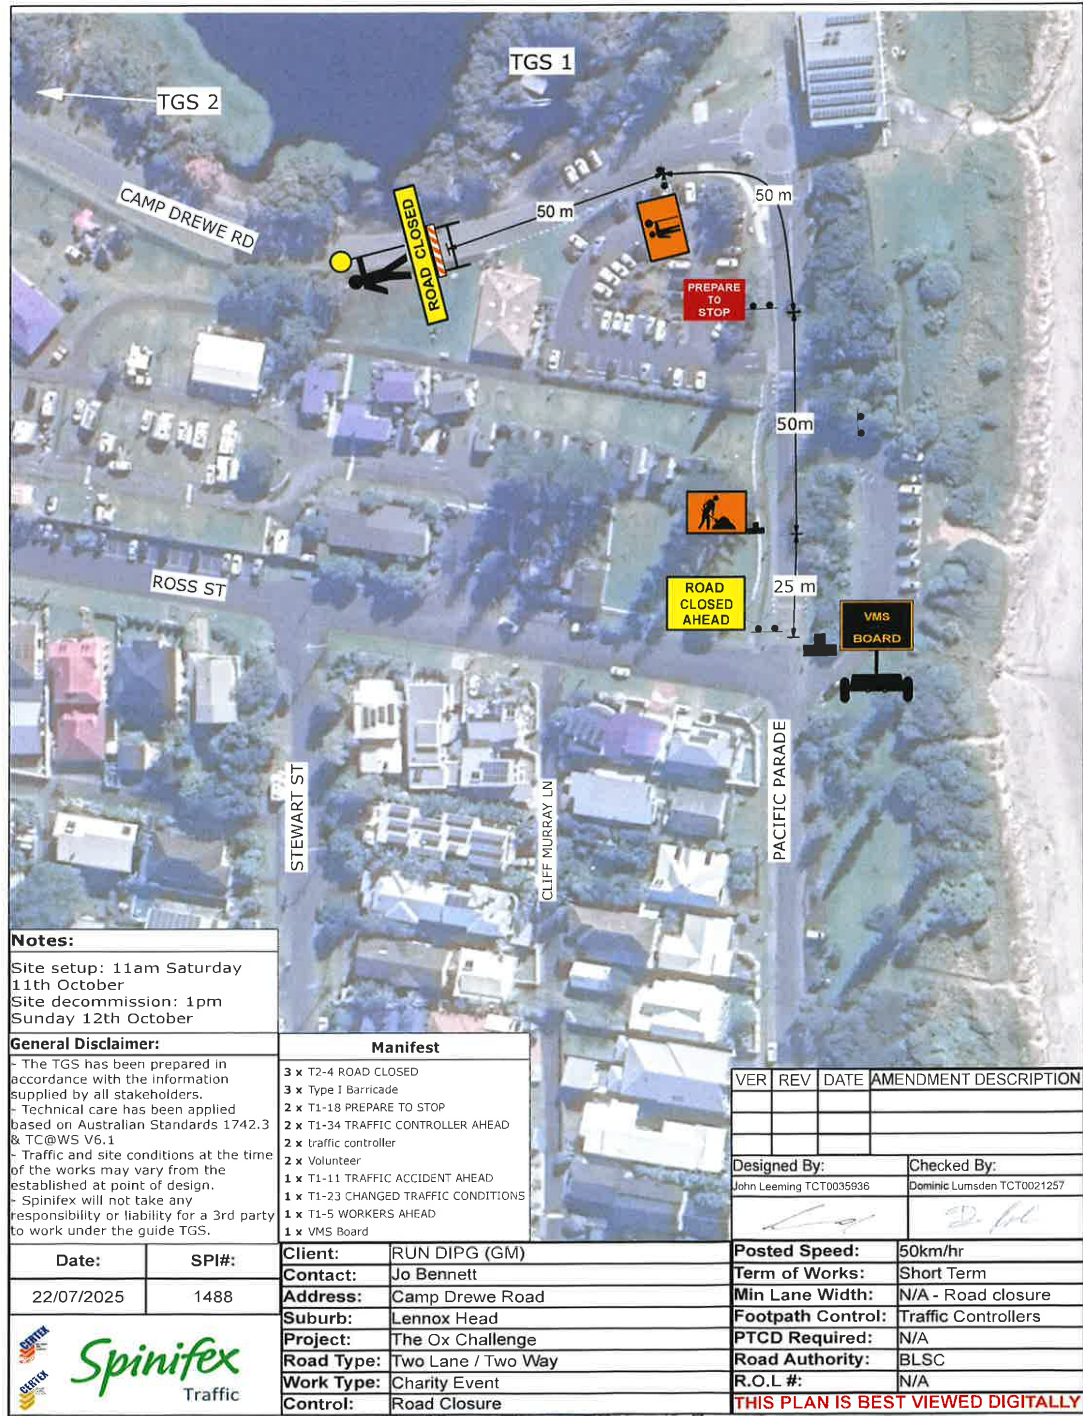 TGS 1
TGS 2
CAMP DREWE RD
ROAD CLOSED
50 m
50 m
PREPARE
TO
STOP
50m
ROSS ST
25 m
ROAD
CLOSED
AHEAD
VMS
BOARD
STEWART ST
CLIFF MURRAY LN
PACIFIC PARADE
Notes:
Site setup: 11am Saturday
11th October
Site decommission: 1pm
Sunday 12th October
General Disclaimer:
- The TGS has been prepared in
accordance with the information
supplied by all stakeholders.
- Technical care has been applied
based on Australian Standards 1742.3
& TC@WS V6.1
- Traffic and site conditions at the time
of the works may vary from the
established at point of design.
- Spinifex will not take any
responsibility or liability for a 3rd party
to work under the guide TGS.
Manifest
3 x T2-4 ROAD CLOSED
3 x Type I Barricade
2 x T1-18 PREPARE TO STOP
2 x T1-34 TRAFFIC CONTROLLER AHEAD
2 x traffic controller
2 x Volunteer
1 x T1-11 TRAFFIC ACCIDENT AHEAD
1 x T1-23 CHANGED TRAFFIC CONDITIONS
1 x T1-5 WORKERS AHEAD
1 x VMS Board
VER REV DATE AMENDMENT DESCRIPTION
Designed By: Checked By:
John Leeming TCT0035936 Dominic Lumsden TCT0021257
Date: SPI#:
22/07/2025 1488
CERTEX
CERTEX
Spinifex
Traffic
Client: RUN DIPG (GM)
Contact: Jo Bennett
Address: Camp Drewe Road
Suburb: Lennox Head
Project: The Ox Challenge
Road Type: Two Lane / Two Way
Work Type: Charity Event
Control: Road Closure
Posted Speed: 50km/hr
Term of Works: Short Term
Min Lane Width: N/A - Road closure
Footpath Control: Traffic Controllers
PTCD Required: N/A
Road Authority: BLSC
R.O.L #: N/A
THIS PLAN IS BEST VIEWED DIGITALLY